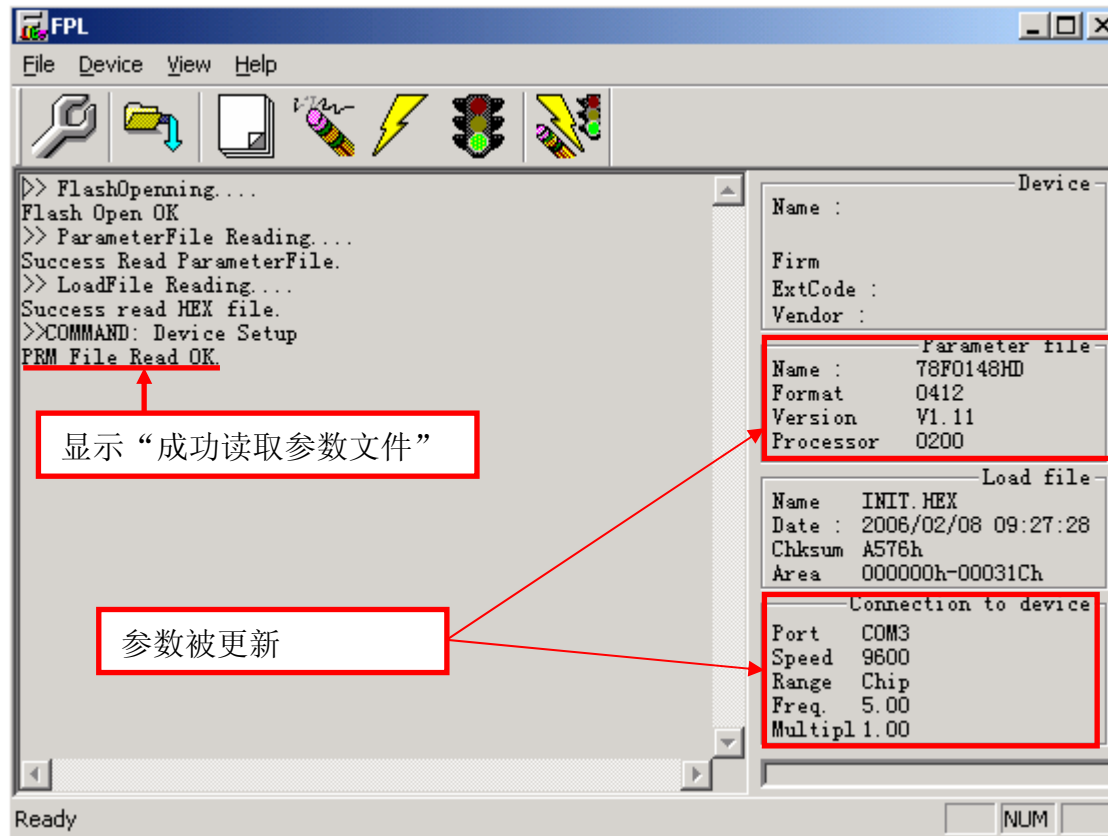 FPL
File Device View Help
>> FlashOpenning....
Flash Open OK
>> ParameterFile Reading....
Success Read ParameterFile.
>> LoadFile Reading....
Success read HEX file.
>>COMMAND: Device Setup
PRM File Read OK.
显示“成功读取参数文件”
参数被更新
Device
Name :
Firm
ExtCode :
Vendor :
Parameter file
Name : 78F0148HD
Format 0412
Version V1.11
Processor 0200
Load file
Name INIT.HEX
Date : 2006/02/08 09:27:28
Chksum A576h
Area 000000h-00031Ch
Connection to device
Port COM3
Speed 9600
Range Chip
Freq. 5.00
Multipl 1.00
Ready
NUM